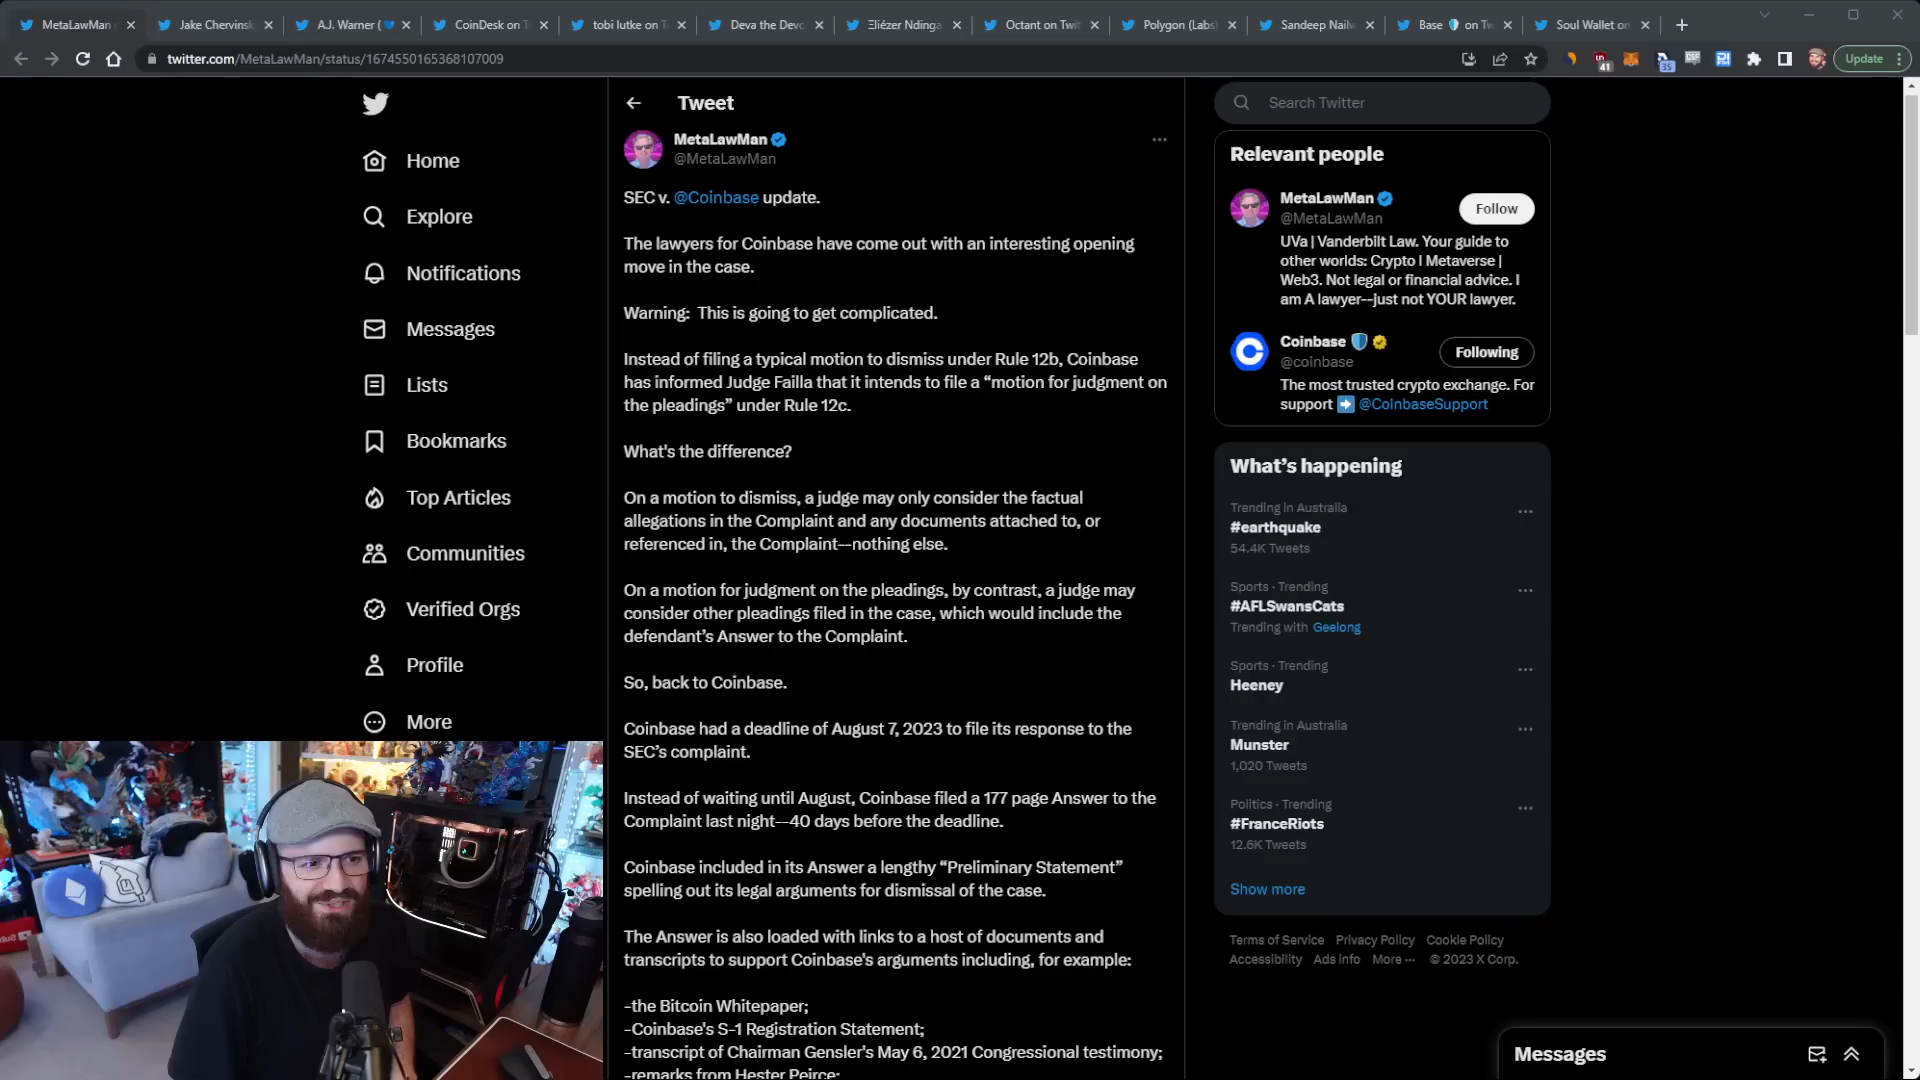 MetaLawMan
Jake Chervinsk
A.J. Warner (
CoinDesk on T
tobi lutke on T
Deva the Devc
Ξliézer Ndinga
Octant on Twit
Polygon (Labs)
Sandeep Nailw
Base 🛡 on Tw
Soul Wallet on
twitter.com/MetaLawMan/status/1674550165368107009
41
35
Update
Home
Explore
Notifications
Messages
Lists
Bookmarks
Top Articles
Communities
Verified Orgs
Profile
More
Tweet
MetaLawMan
@MetaLawMan
SEC v. @Coinbase update.
The lawyers for Coinbase have come out with an interesting opening
move in the case.
Warning:  This is going to get complicated.
Instead of filing a typical motion to dismiss under Rule 12b, Coinbase
has informed Judge Failla that it intends to file a “motion for judgment on
the pleadings” under Rule 12c.
What's the difference?
On a motion to dismiss, a judge may only consider the factual
allegations in the Complaint and any documents attached to, or
referenced in, the Complaint--nothing else.
On a motion for judgment on the pleadings, by contrast, a judge may
consider other pleadings filed in the case, which would include the
defendant’s Answer to the Complaint.
So, back to Coinbase.
Coinbase had a deadline of August 7, 2023 to file its response to the
SEC’s complaint.
Instead of waiting until August, Coinbase filed a 177 page Answer to the
Complaint last night--40 days before the deadline.
Coinbase included in its Answer a lengthy “Preliminary Statement”
spelling out its legal arguments for dismissal of the case.
The Answer is also loaded with links to a host of documents and
transcripts to support Coinbase's arguments including, for example:
-the Bitcoin Whitepaper;
-Coinbase's S-1 Registration Statement;
-transcript of Chairman Gensler's May 6, 2021 Congressional testimony;
-remarks from Hester Peirce;
Search Twitter
Relevant people
MetaLawMan
@MetaLawMan
Follow
UVa | Vanderbilt Law. Your guide to
other worlds: Crypto | Metaverse |
Web3. Not legal or financial advice. I
am A lawyer--just not YOUR lawyer.
Coinbase 🛡
@coinbase
Following
The most trusted crypto exchange. For
support ➡ @CoinbaseSupport
What’s happening
Trending in Australia
#earthquake
54.4K Tweets
Sports · Trending
#AFLSwansCats
Trending with Geelong
Sports · Trending
Heeney
Trending in Australia
Munster
1,020 Tweets
Politics · Trending
#FranceRiots
12.6K Tweets
Show more
Terms of Service Privacy Policy Cookie Policy
Accessibility Ads info More ··· © 2023 X Corp.
Messages